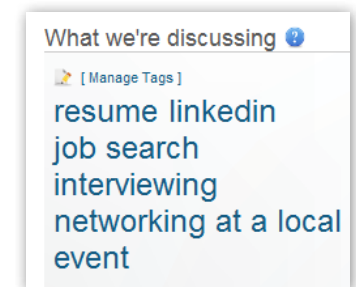 What we're discussing ?
[ Manage Tags ]
resume linkedin
job search
interviewing
networking at a local
event